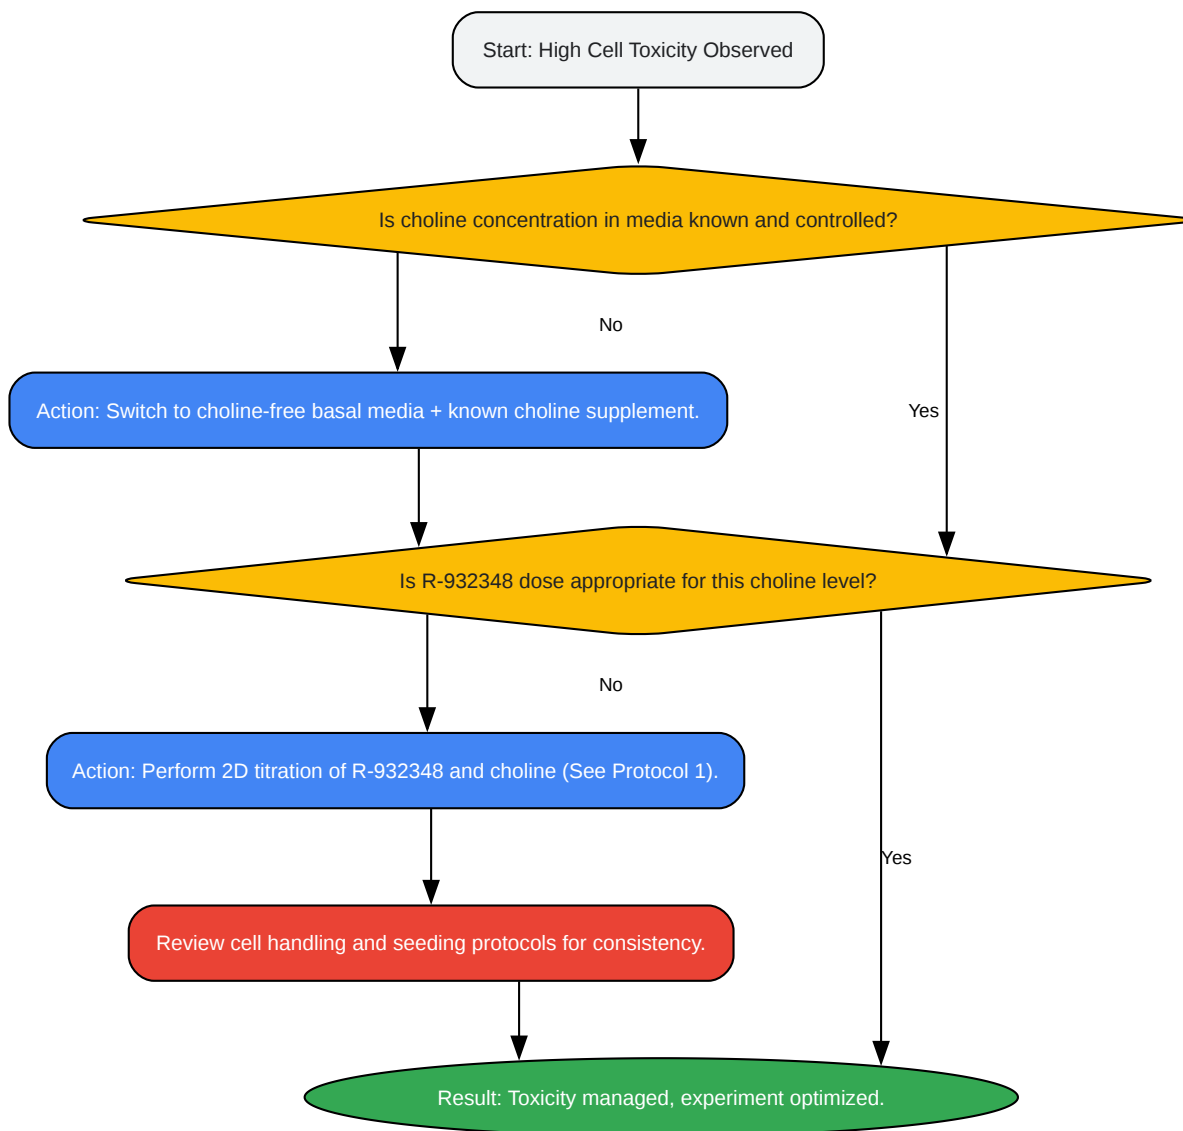 Start: High Cell Toxicity Observed
Is choline concentration in media known and controlled?
No
Action: Switch to choline-free basal media + known choline supplement.
Yes
Is R-932348 dose appropriate for this choline level?
No
Action: Perform 2D titration of R-932348 and choline (See Protocol 1).
Yes
Review cell handling and seeding protocols for consistency.
Result: Toxicity managed, experiment optimized.